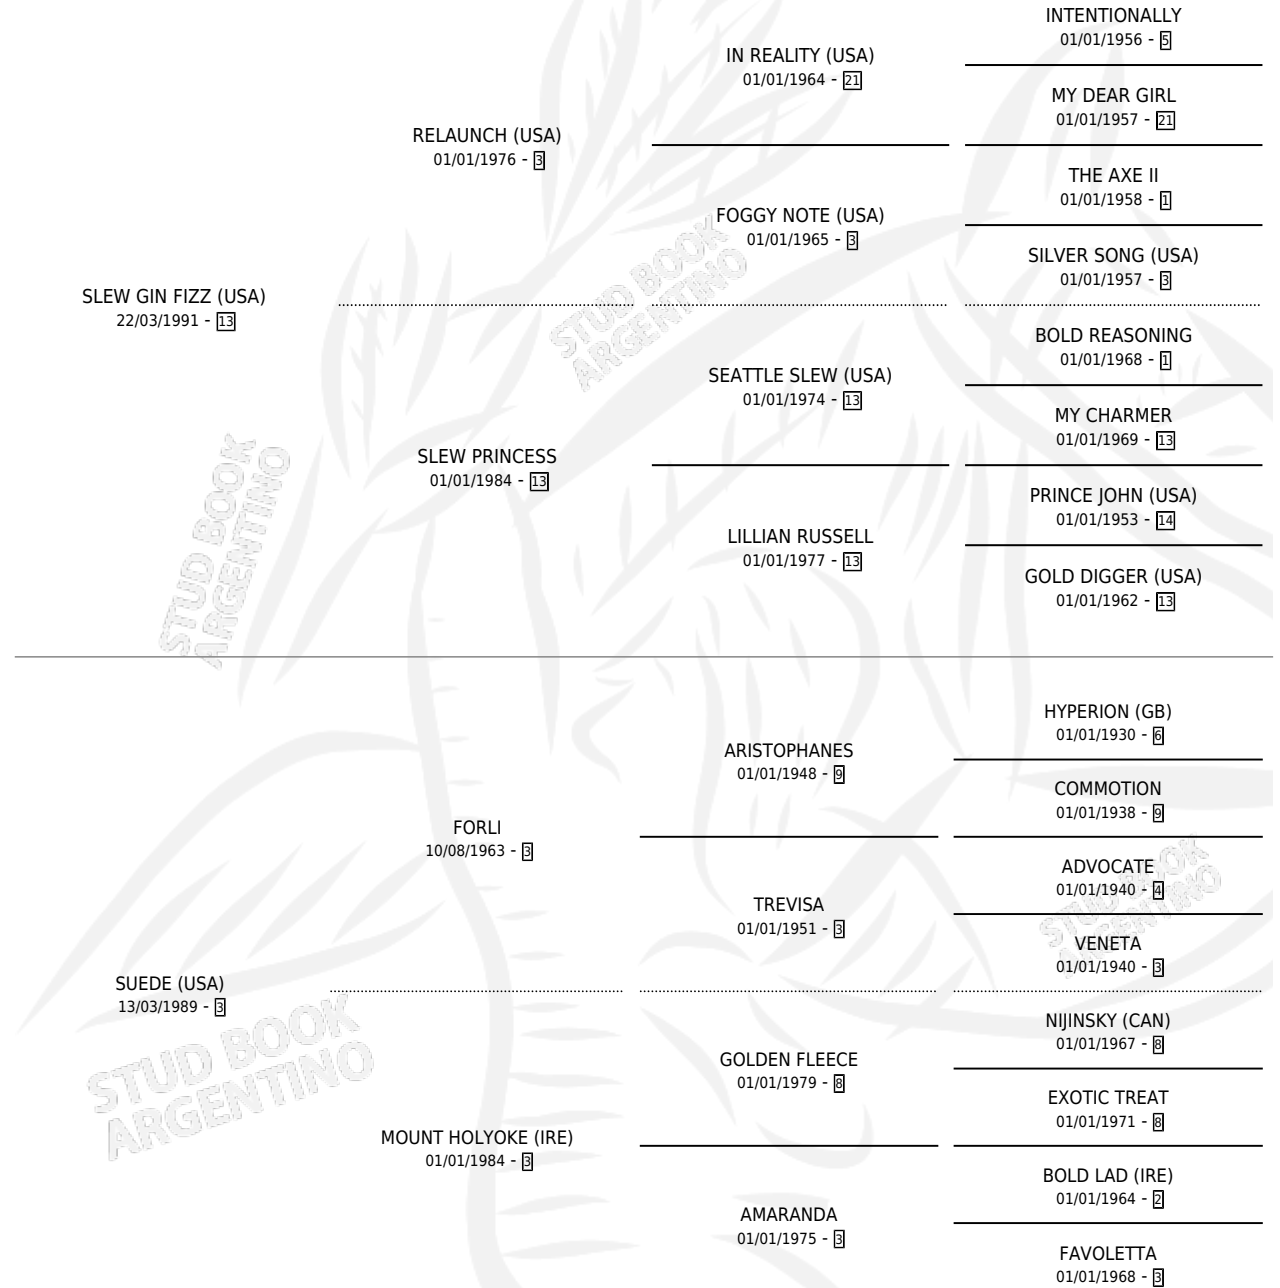 INTENTIONALLY
01/01/1956 - 5
IN REALITY (USA)
01/01/1964 - 21
MY DEAR GIRL
01/01/1957 - 21
RELAUNCH (USA)
01/01/1976 - 3
THE AXE II
01/01/1958 - 1
FOGGY NOTE (USA)
01/01/1965 - 3
SILVER SONG (USA)
01/01/1957 - 3
SLEW GIN FIZZ (USA)
22/03/1991 - 13
BOLD REASONING
01/01/1968 - 1
SEATTLE SLEW (USA)
01/01/1974 - 13
MY CHARMER
01/01/1969 - 13
SLEW PRINCESS
01/01/1984 - 13
PRINCE JOHN (USA)
01/01/1953 - 14
LILLIAN RUSSELL
01/01/1977 - 13
GOLD DIGGER (USA)
01/01/1962 - 13
HYPERION (GB)
01/01/1930 - 6
ARISTOPHANES
01/01/1948 - 9
COMMOTION
01/01/1938 - 9
FORLI
10/08/1963 - 3
ADVOCATE
01/01/1940 - 4
TREVISA
01/01/1951 - 3
VENETA
01/01/1940 - 3
SUEDE (USA)
13/03/1989 - 3
NIJINSKY (CAN)
01/01/1967 - 8
GOLDEN FLEECE
01/01/1979 - 8
EXOTIC TREAT
01/01/1971 - 8
MOUNT HOLYOKE (IRE)
01/01/1984 - 3
BOLD LAD (IRE)
01/01/1964 - 2
AMARANDA
01/01/1975 - 3
FAVOLETTA
01/01/1968 - 3
STUD BOOK
ARGENTINO
STUD BOOK
ARGENTINO
STUD BOOK
ARGENTINO
STUD BOOK
ARGENTINO